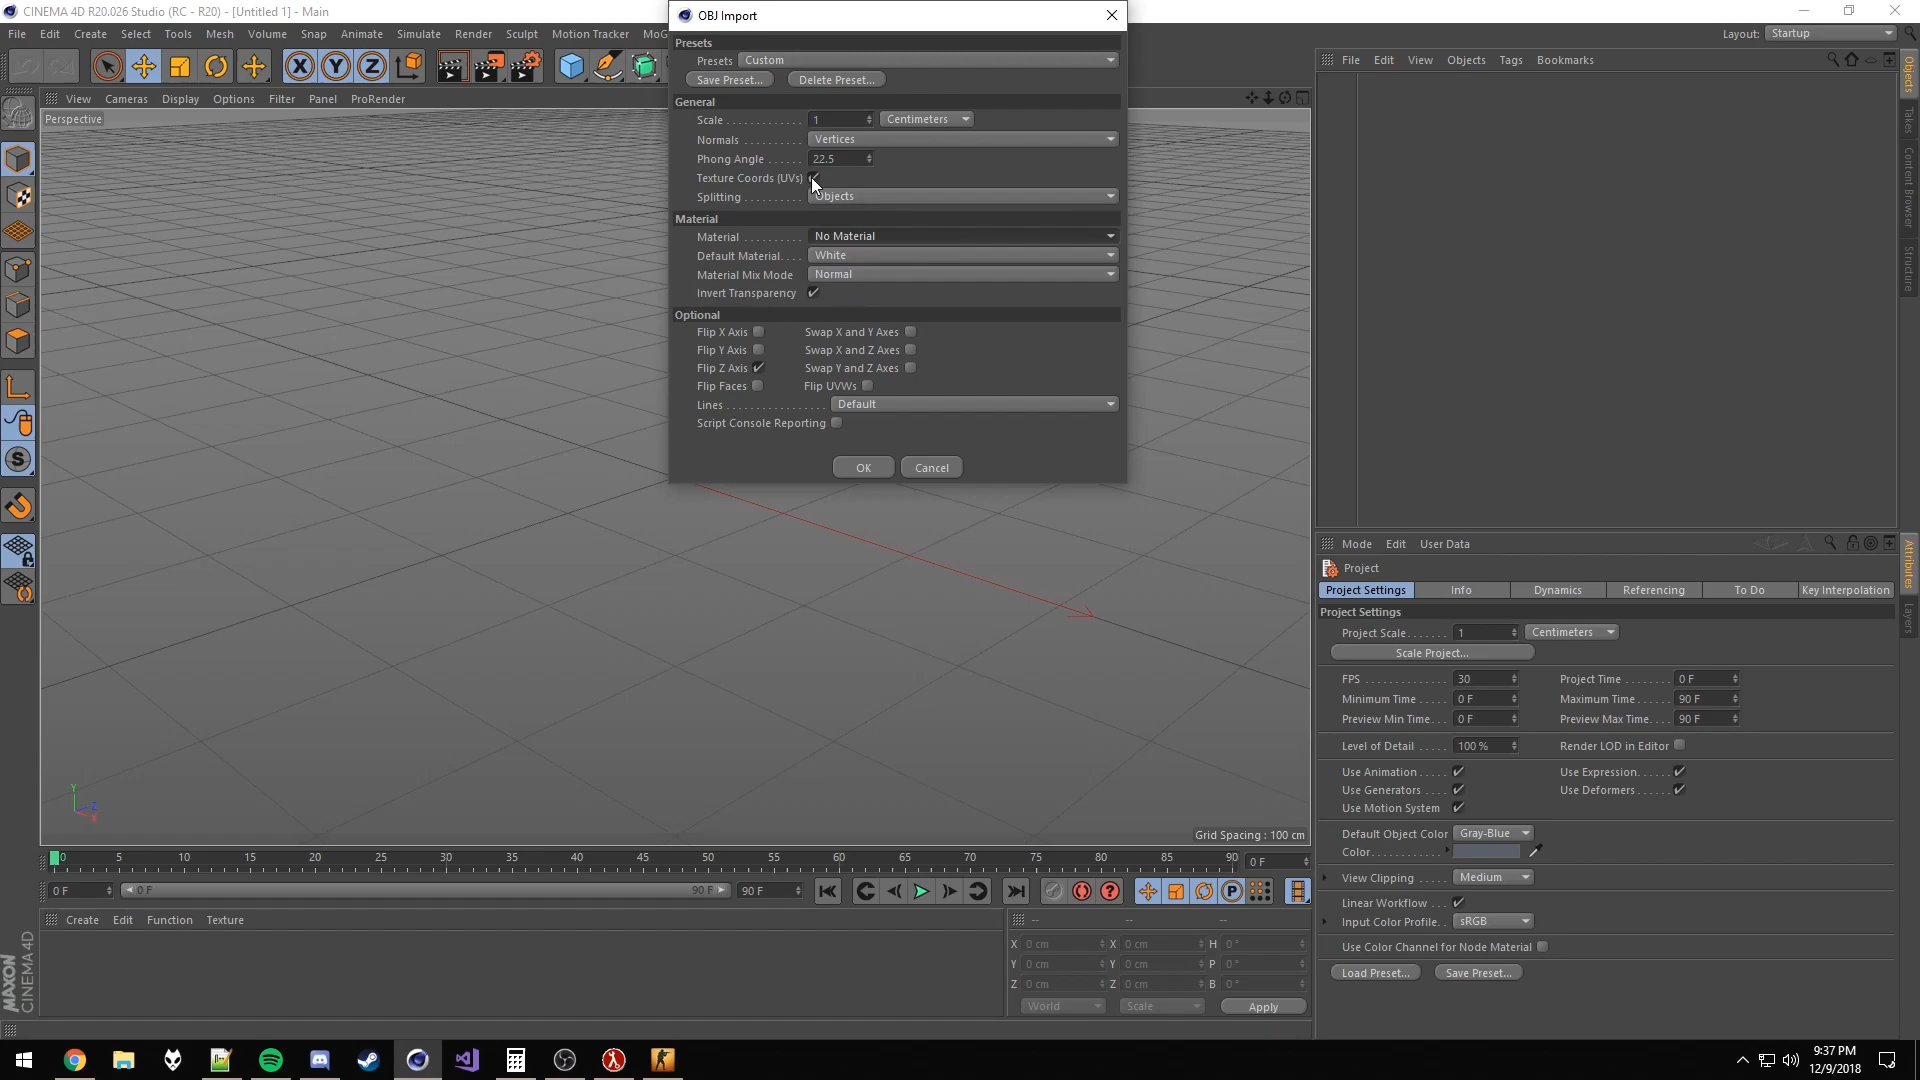 CINEMA 4D R20.026 Studio (RC - R20) - [Untitled 1] - Main
File Edit Create Select Tools Mesh Volume Snap Animate Simulate Render Sculpt Motion Tracker MoG
Layout: Startup
View Cameras Display Options Filter Panel ProRender
Perspective
Grid Spacing : 100 cm
Y
Z
X
OBJ Import
Presets
Presets Custom
Save Preset... Delete Preset...
General
Scale . . . . . . . . . . . . . 1 Centimeters
Normals . . . . . . . . . . Vertices
Phong Angle . . . . . . 22.5
Texture Coords (UVs)
Splitting . . . . . . . . . . Objects
Material
Material . . . . . . . . . . No Material
Default Material. . . . White
Material Mix Mode Normal
Invert Transparency
Optional
Flip X Axis Swap X and Y Axes
Flip Y Axis Swap X and Z Axes
Flip Z Axis Swap Y and Z Axes
Flip Faces Flip UVWs
Lines . . . . . . . . . . . . . . . . . Default
Script Console Reporting
OK Cancel
File Edit View Objects Tags Bookmarks
Objects
Takes
Content Browser
Structure
Mode Edit User Data
Attributes
Layers
Project
Project Settings Info Dynamics Referencing To Do Key Interpolation
Project Settings
Project Scale. . . . . . . 1 Centimeters
Scale Project...
FPS . . . . . . . . . . . . . . . 30 Project Time . . . . . . . . 0 F
Minimum Time . . . . . 0 F Maximum Time . . . . . 90 F
Preview Min Time. . . 0 F Preview Max Time. . . . 90 F
Level of Detail . . . . . 100 % Render LOD in Editor
Use Animation . . . . . Use Expression. . . . . .
Use Generators . . . . Use Deformers . . . . . .
Use Motion System
Default Object Color Gray-Blue
Color. . . . . . . . . . . .
View Clipping . . . . . Medium
Linear Workflow . . .
Input Color Profile. . sRGB
Use Color Channel for Node Material
Load Preset... Save Preset...
0 5 10 15 20 25 30 35 40 45 50 55 60 65 70 75 80 85 90 0 F
0 F 0 F 90 F 90 F
P
Create Edit Function Texture
-- -- --
X 0 cm X 0 cm H 0 °
Y 0 cm Y 0 cm P 0 °
Z 0 cm Z 0 cm B 0 °
World Scale Apply
MAXON
CINEMA 4D
9:37 PM
12/9/2018